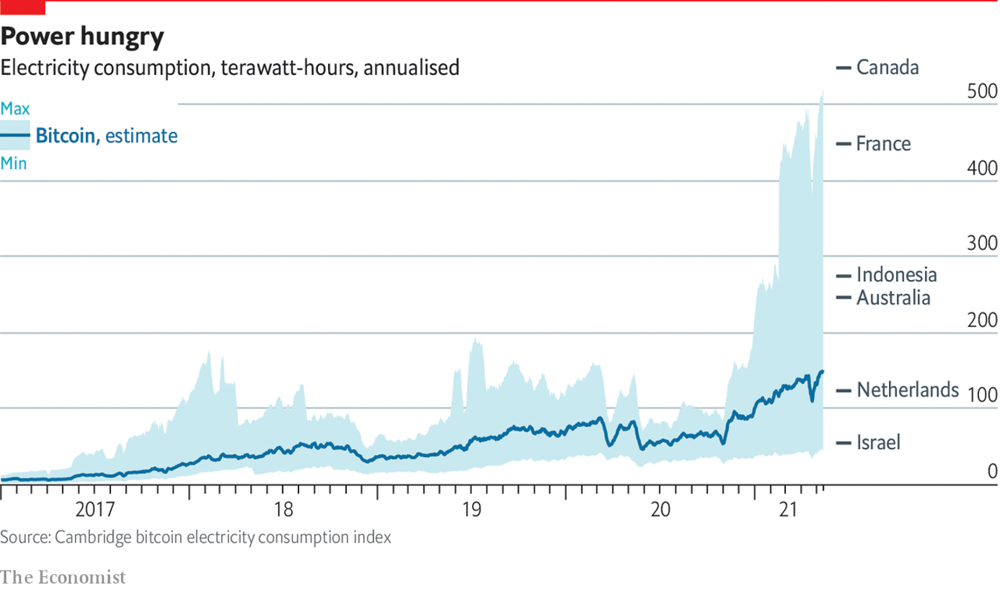 Power hungry
Electricity consumption, terawatt-hours, annualised
Max
Bitcoin, estimate
Min
Canada
500
France
400
300
Indonesia
Australia
200
Netherlands 100
Israel
0
2017 18 19 20 21
Source: Cambridge bitcoin electricity consumption index
The Economist